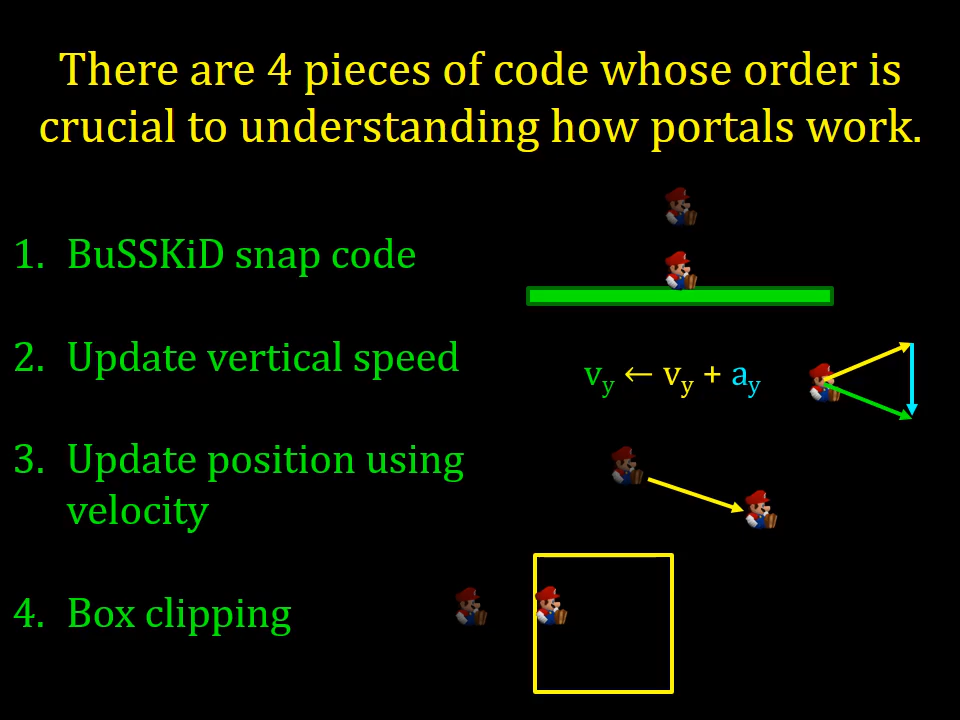 There are 4 pieces of code whose order is
crucial to understanding how portals work.
1. BuSSKiD snap code
2. Update vertical speed
vy ← vy + ay
3. Update position using
velocity
4. Box clipping